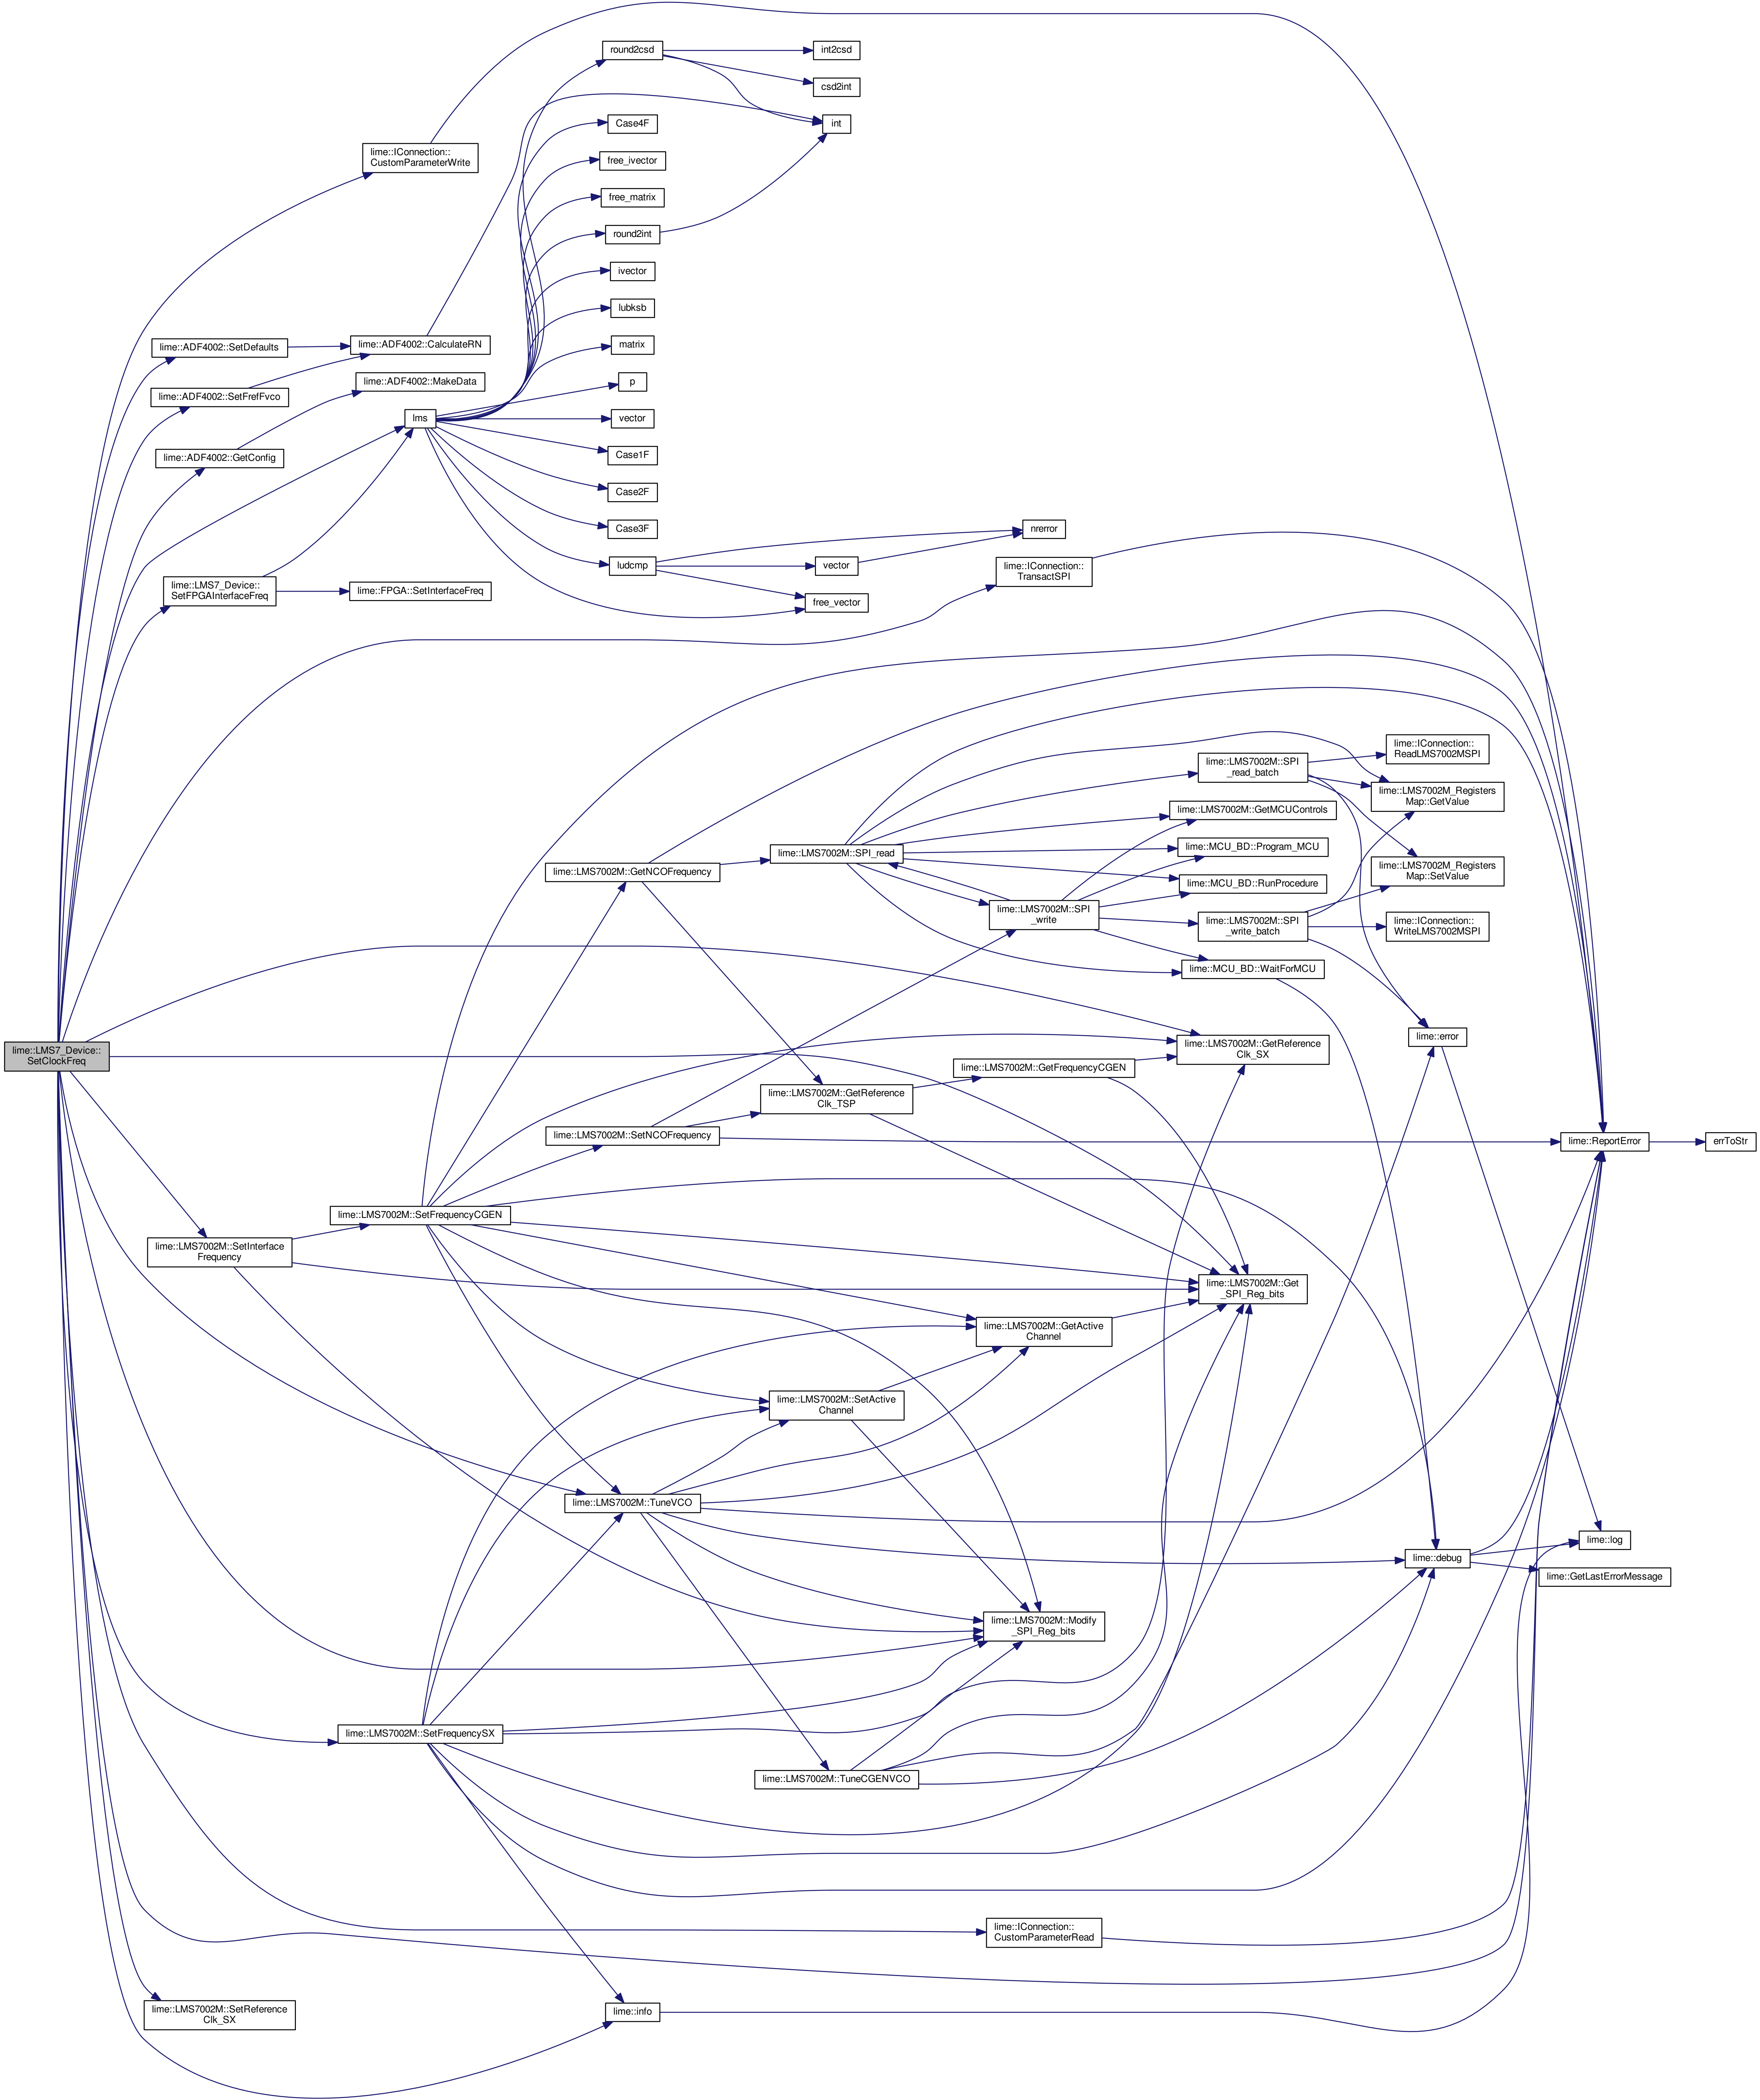 round2csd
int2csd
csd2int
int
Case4F
lime::IConnection::
CustomParameterWrite
free_ivector
free_matrix
round2int
ivector
lubksb
lime::ADF4002::SetDefaults
lime::ADF4002::CalculateRN
matrix
lime::ADF4002::MakeData
p
lime::ADF4002::SetFrefFvco
lms
vector
lime::ADF4002::GetConfig
Case1F
Case2F
Case3F
nrerror
ludcmp
vector
lime::IConnection::
TransactSPI
lime::LMS7_Device::
SetFPGAInterfaceFreq
lime::FPGA::SetInterfaceFreq
free_vector
lime::IConnection::
ReadLMS7002MSPI
lime::LMS7002M::SPI
_read_batch
lime::LMS7002M_Registers
Map::GetValue
lime::LMS7002M::GetMCUControls
lime::MCU_BD::Program_MCU
lime::LMS7002M::SPI_read
lime::LMS7002M::GetNCOFrequency
lime::LMS7002M_Registers
Map::SetValue
lime::MCU_BD::RunProcedure
lime::LMS7002M::SPI
_write
lime::LMS7002M::SPI
_write_batch
lime::IConnection::
WriteLMS7002MSPI
lime::MCU_BD::WaitForMCU
lime::error
lime::LMS7_Device::
SetClockFreq
lime::LMS7002M::GetReference
Clk_SX
lime::LMS7002M::GetFrequencyCGEN
lime::LMS7002M::GetReference
Clk_TSP
lime::LMS7002M::SetNCOFrequency
lime::ReportError
errToStr
lime::LMS7002M::SetFrequencyCGEN
lime::LMS7002M::SetInterface
Frequency
lime::LMS7002M::Get
_SPI_Reg_bits
lime::LMS7002M::GetActive
Channel
lime::LMS7002M::SetActive
Channel
lime::LMS7002M::TuneVCO
lime::log
lime::debug
lime::GetLastErrorMessage
lime::LMS7002M::Modify
_SPI_Reg_bits
lime::LMS7002M::SetFrequencySX
lime::LMS7002M::TuneCGENVCO
lime::IConnection::
CustomParameterRead
lime::LMS7002M::SetReference
Clk_SX
lime::info